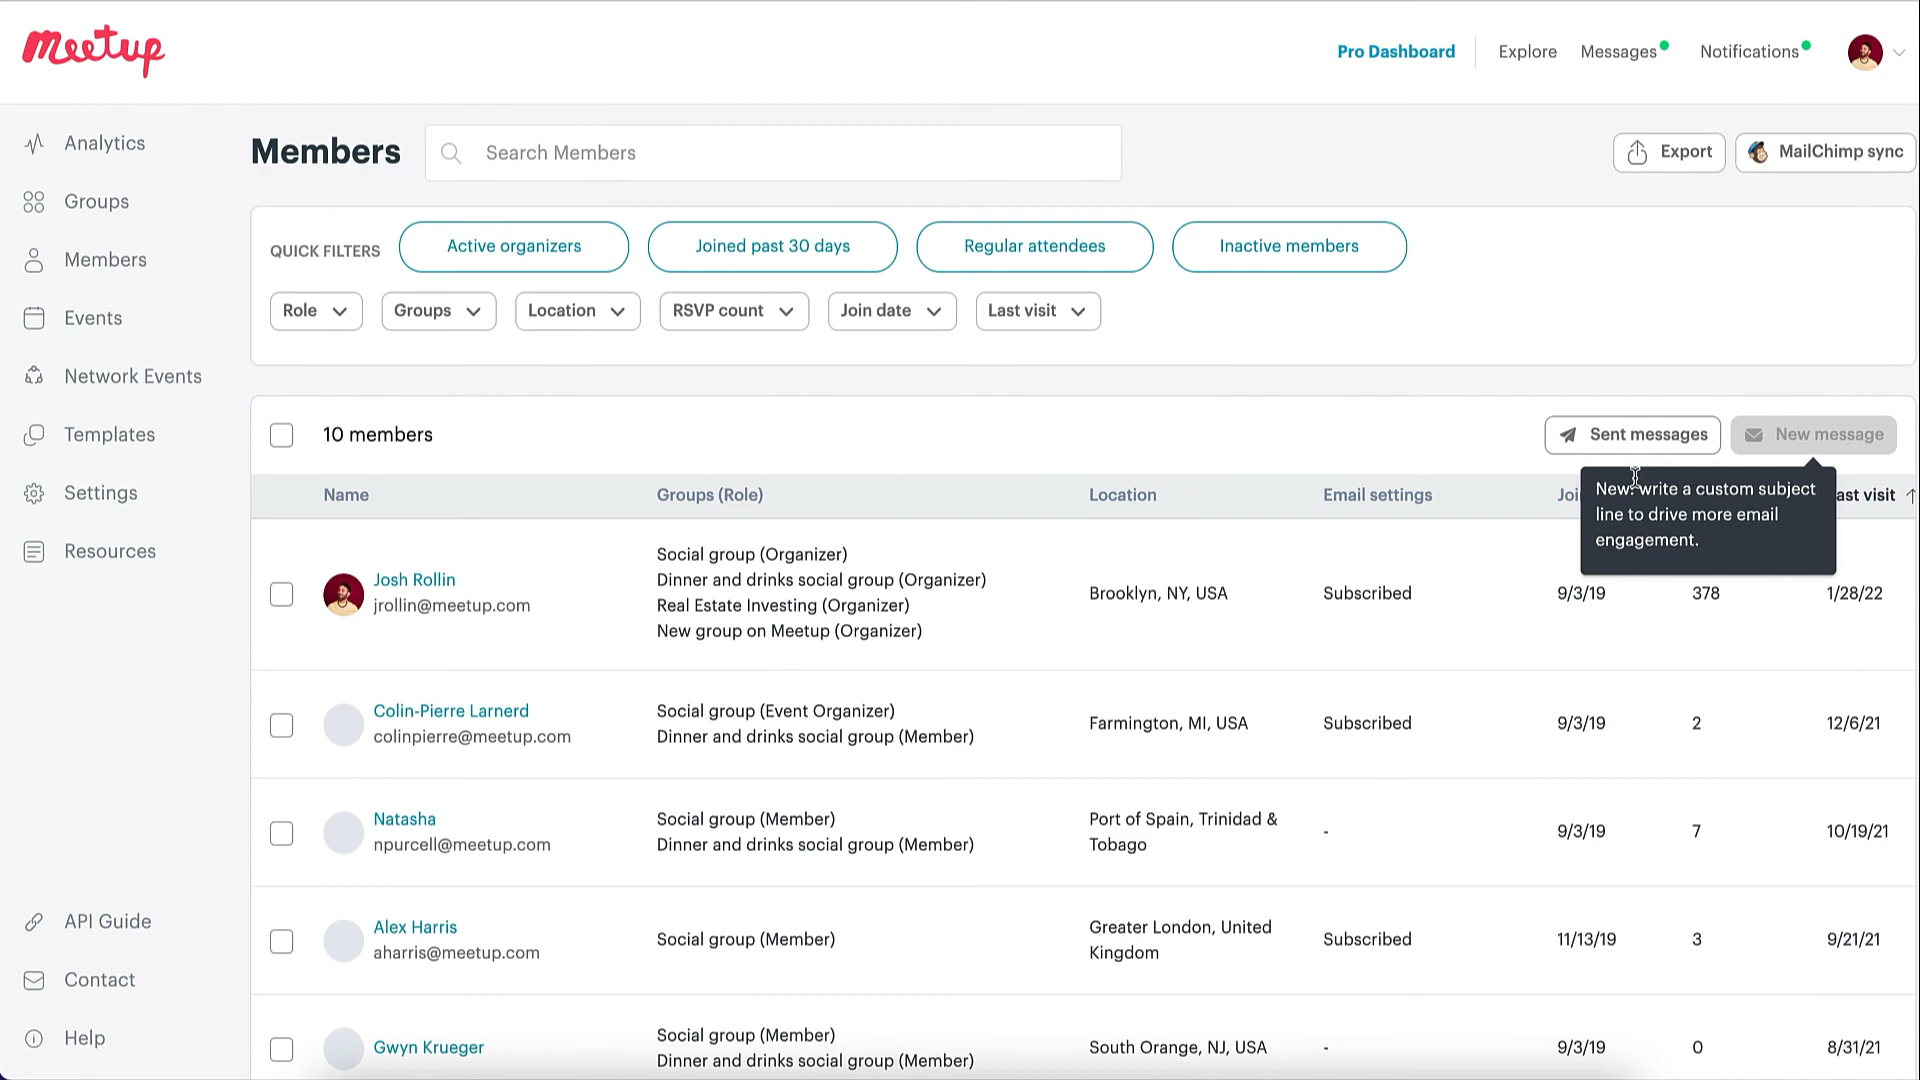 Meetup
Pro Dashboard
Explore
Messages
Notifications
Analytics
Groups
Members
Events
Network Events
Templates
Settings
Resources
API Guide
Contact
Help
Members
Search Members
Export
MailChimp sync
QUICK FILTERS
Active organizers
Joined past 30 days
Regular attendees
Inactive members
Role
Groups
Location
RSVP count
Join date
Last visit
10 members
Sent messages
New message
New: write a custom subject
line to drive more email
engagement.
Name
Groups (Role)
Location
Email settings
Joi
ast visit
Josh Rollin
jrollin@meetup.com
Social group (Organizer)
Dinner and drinks social group (Organizer)
Real Estate Investing (Organizer)
New group on Meetup (Organizer)
Brooklyn, NY, USA
Subscribed
9/3/19
378
1/28/22
Colin-Pierre Larnerd
colinpierre@meetup.com
Social group (Event Organizer)
Dinner and drinks social group (Member)
Farmington, MI, USA
Subscribed
9/3/19
2
12/6/21
Natasha
npurcell@meetup.com
Social group (Member)
Dinner and drinks social group (Member)
Port of Spain, Trinidad &
Tobago
-
9/3/19
7
10/19/21
Alex Harris
aharris@meetup.com
Social group (Member)
Greater London, United
Kingdom
Subscribed
11/13/19
3
9/21/21
Gwyn Krueger
Social group (Member)
Dinner and drinks social group (Member)
South Orange, NJ, USA
-
9/3/19
0
8/31/21